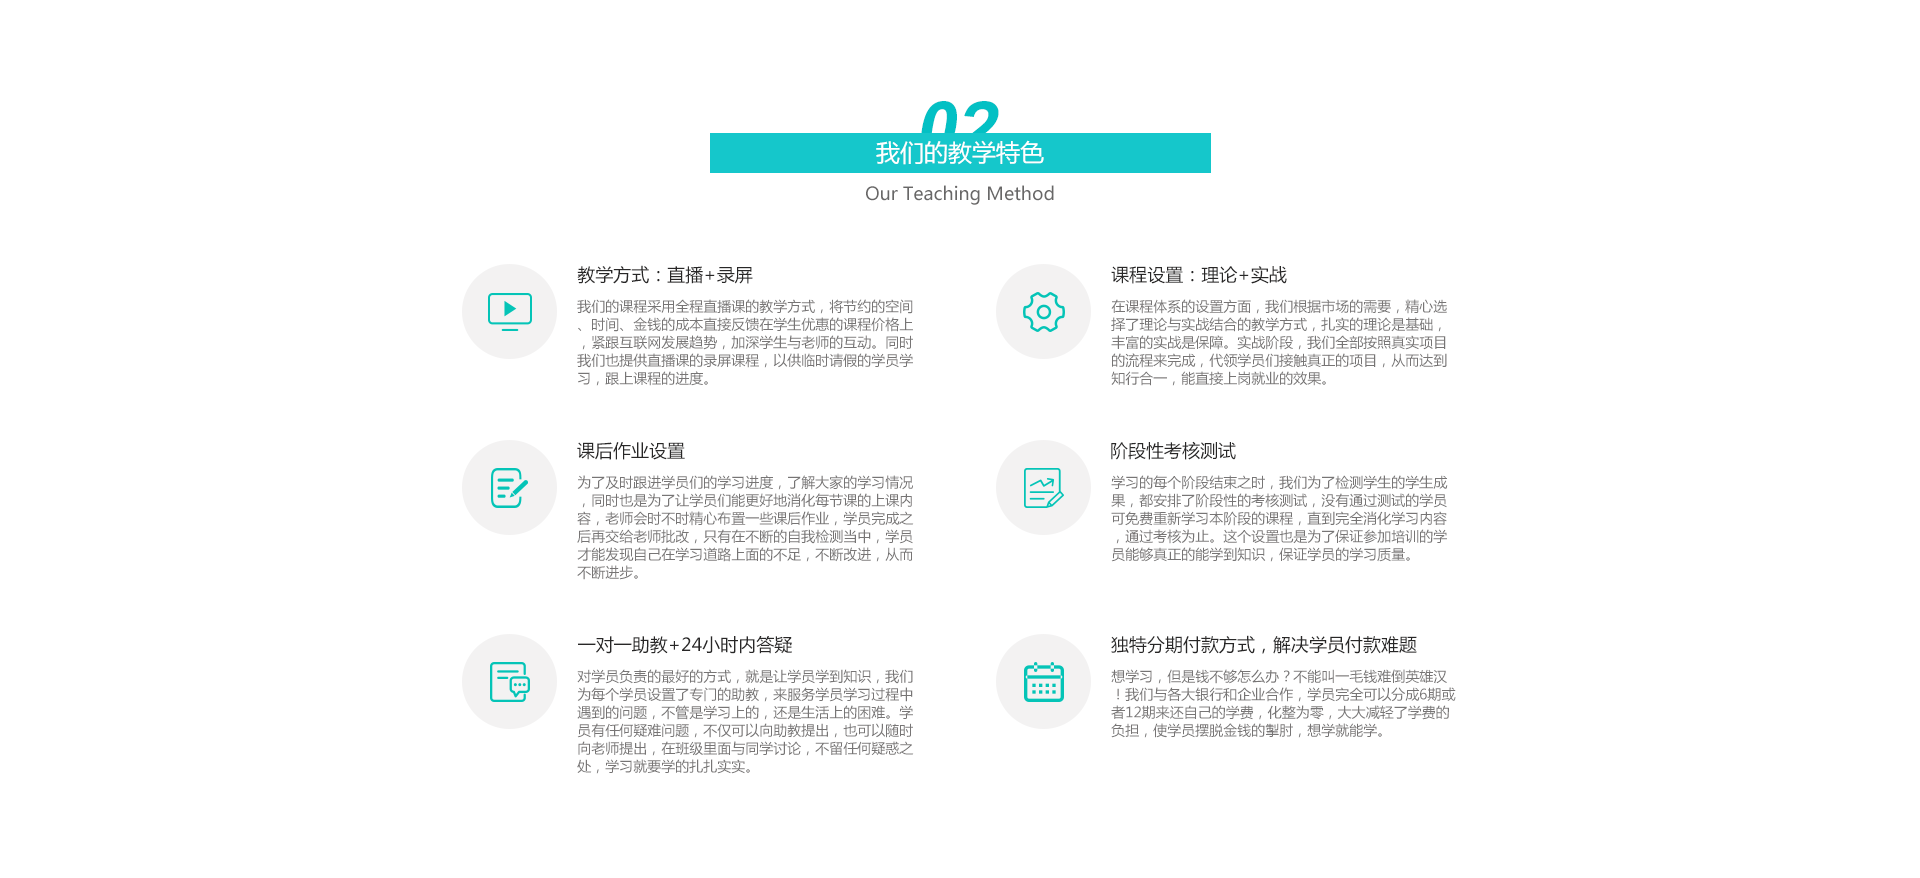 02
我们的教学特色
Our Teaching Method
教学方式：直播+录屏
我们的课程采用全程直播课的教学方式，将节约的空间
、时间、金钱的成本直接反馈在学生优惠的课程价格上
，紧跟互联网发展趋势，加深学生与老师的互动。同时
我们也提供直播课的录屏课程，以供临时请假的学员学
习，跟上课程的进度。
课程设置：理论+实战
在课程体系的设置方面，我们根据市场的需要，精心选
择了理论与实战结合的教学方式，扎实的理论是基础，
丰富的实战是保障。实战阶段，我们全部按照真实项目
的流程来完成，代领学员们接触真正的项目，从而达到
知行合一，能直接上岗就业的效果。
课后作业设置
为了及时跟进学员们的学习进度，了解大家的学习情况
，同时也是为了让学员们能更好地消化每节课的上课内
容，老师会时不时精心布置一些课后作业，学员完成之
后再交给老师批改，只有在不断的自我检测当中，学员
才能发现自己在学习道路上面的不足，不断改进，从而
不断进步。
阶段性考核测试
学习的每个阶段结束之时，我们为了检测学生的学生成
果，都安排了阶段性的考核测试，没有通过测试的学员
可免费重新学习本阶段的课程，直到完全消化学习内容
，通过考核为止。这个设置也是为了保证参加培训的学
员能够真正的能学到知识，保证学员的学习质量。
一对一助教+24小时内答疑
对学员负责的最好的方式，就是让学员学到知识，我们
为每个学员设置了专门的助教，来服务学员学习过程中
遇到的问题，不管是学习上的，还是生活上的困难。学
员有任何疑难问题，不仅可以向助教提出，也可以随时
向老师提出，在班级里面与同学讨论，不留任何疑惑之
处，学习就要学的扎扎实实。
独特分期付款方式，解决学员付款难题
想学习，但是钱不够怎么办？不能叫一毛钱难倒英雄汉
！我们与各大银行和企业合作，学员完全可以分成6期或
者12期来还自己的学费，化整为零，大大减轻了学费的
负担，使学员摆脱金钱的掣肘，想学就能学。